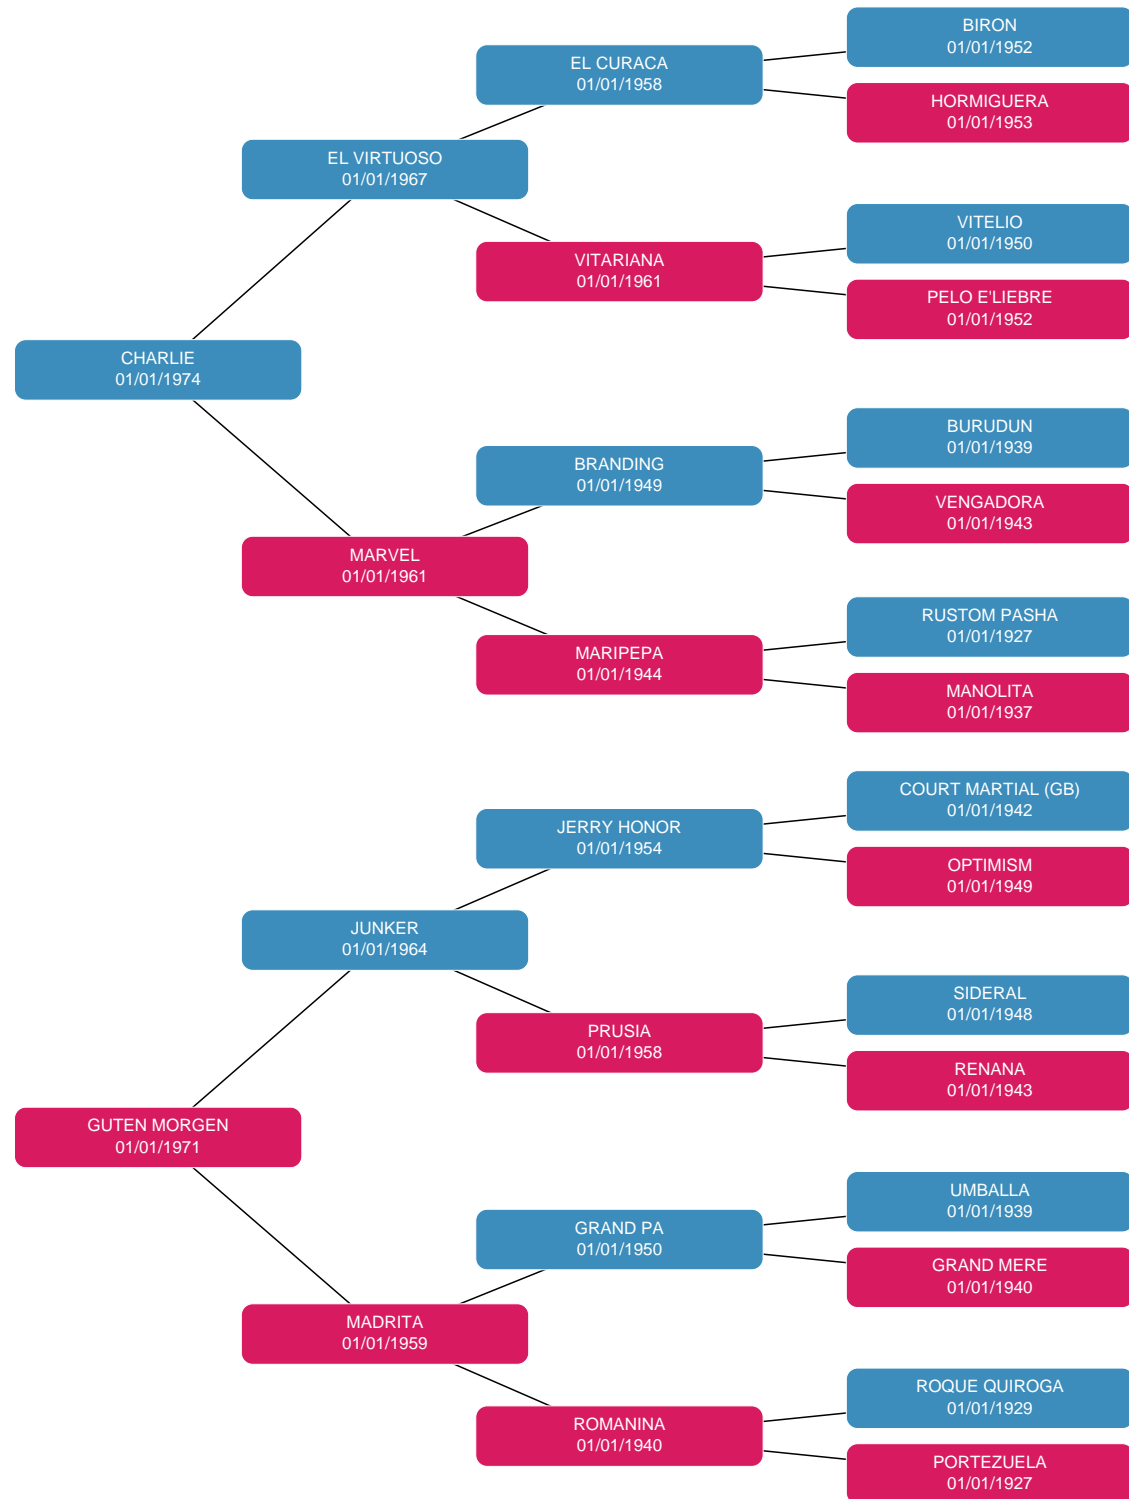 BIRON
01/01/1952
EL CURACA
01/01/1958
HORMIGUERA
01/01/1953
EL VIRTUOSO
01/01/1967
VITELIO
01/01/1950
VITARIANA
01/01/1961
PELO E'LIEBRE
01/01/1952
CHARLIE
01/01/1974
BURUDUN
01/01/1939
BRANDING
01/01/1949
VENGADORA
01/01/1943
MARVEL
01/01/1961
RUSTOM PASHA
01/01/1927
MARIPEPA
01/01/1944
MANOLITA
01/01/1937
COURT MARTIAL (GB)
01/01/1942
JERRY HONOR
01/01/1954
OPTIMISM
01/01/1949
JUNKER
01/01/1964
SIDERAL
01/01/1948
PRUSIA
01/01/1958
RENANA
01/01/1943
GUTEN MORGEN
01/01/1971
UMBALLA
01/01/1939
GRAND PA
01/01/1950
GRAND MERE
01/01/1940
MADRITA
01/01/1959
ROQUE QUIROGA
01/01/1929
ROMANINA
01/01/1940
PORTEZUELA
01/01/1927